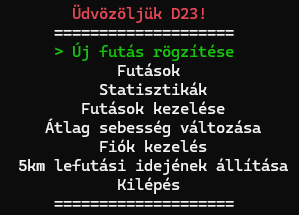 Üdvözöljük D23!
====================
> Új futás rögzítése
Futások
Statisztikák
Futások kezelése
Átlag sebesség változása
Fiók kezelés
5km lefutási idejének állítása
Kilépés
====================